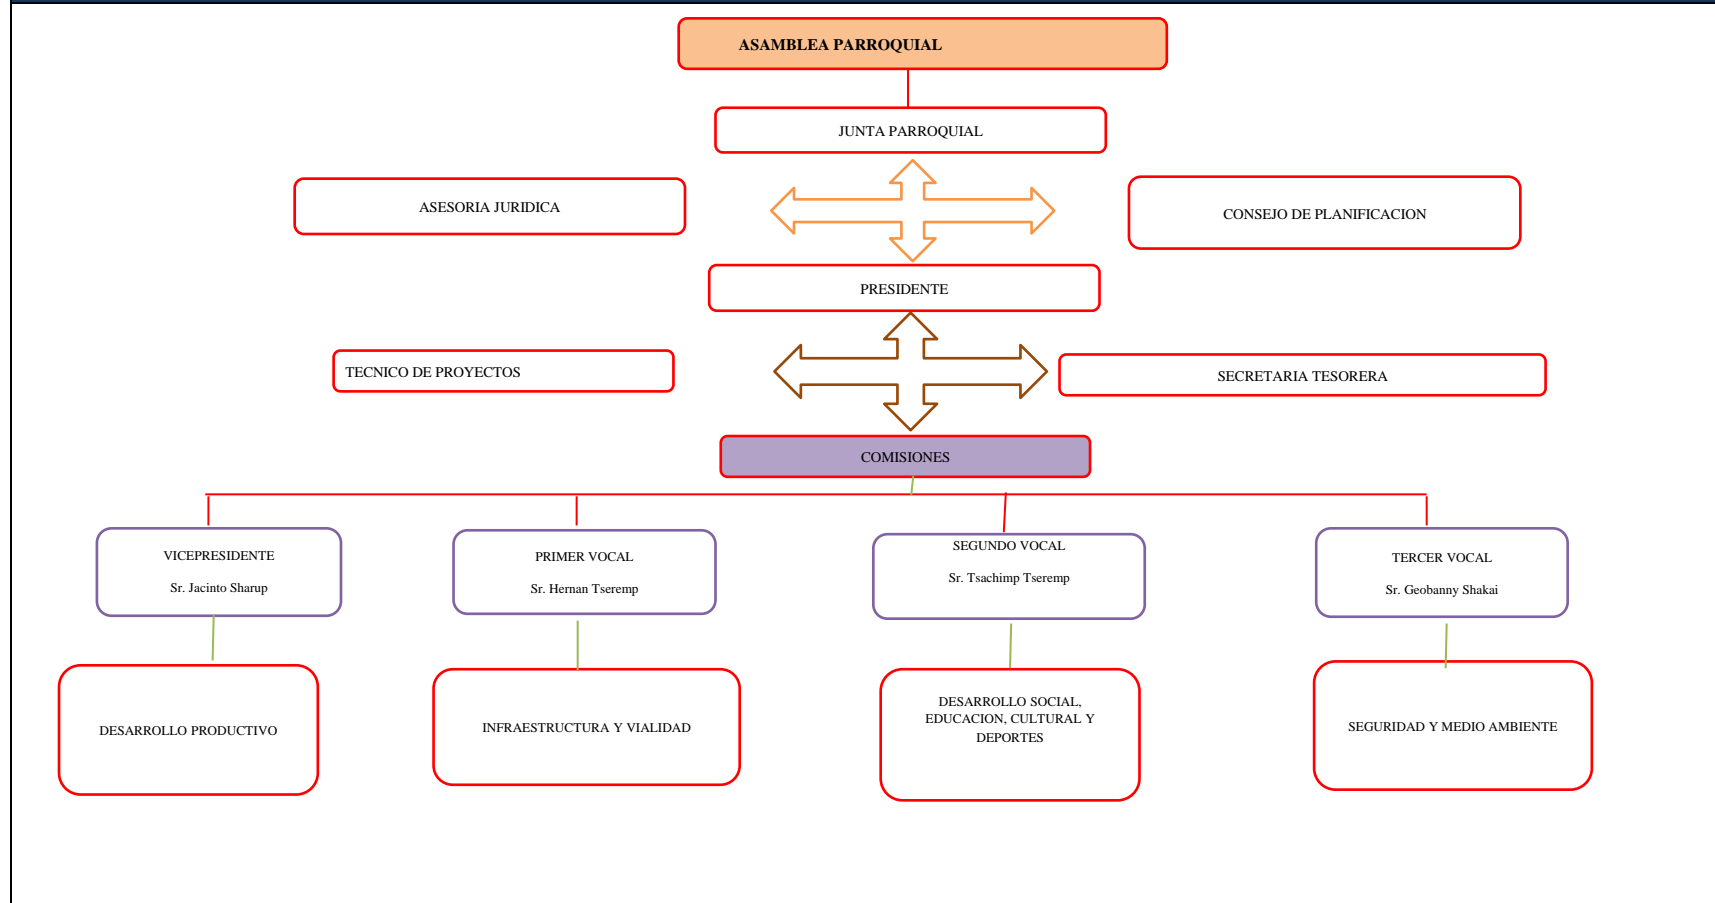 ASAMBLEA PARROQUIAL
JUNTA PARROQUIAL
ASESORIA JURIDICA
CONSEJO DE PLANIFICACION
PRESIDENTE
TECNICO DE PROYECTOS
SECRETARIA TESORERA
COMISIONES
VICEPRESIDENTE
Sr. Jacinto Sharup
PRIMER VOCAL
Sr. Hernan Tseremp
SEGUNDO VOCAL
Sr. Tsachimp Tseremp
TERCER VOCAL
Sr. Geobanny Shakai
DESARROLLO PRODUCTIVO
INFRAESTRUCTURA Y VIALIDAD
DESARROLLO SOCIAL,
EDUCACION, CULTURAL Y
DEPORTES
SEGURIDAD Y MEDIO AMBIENTE